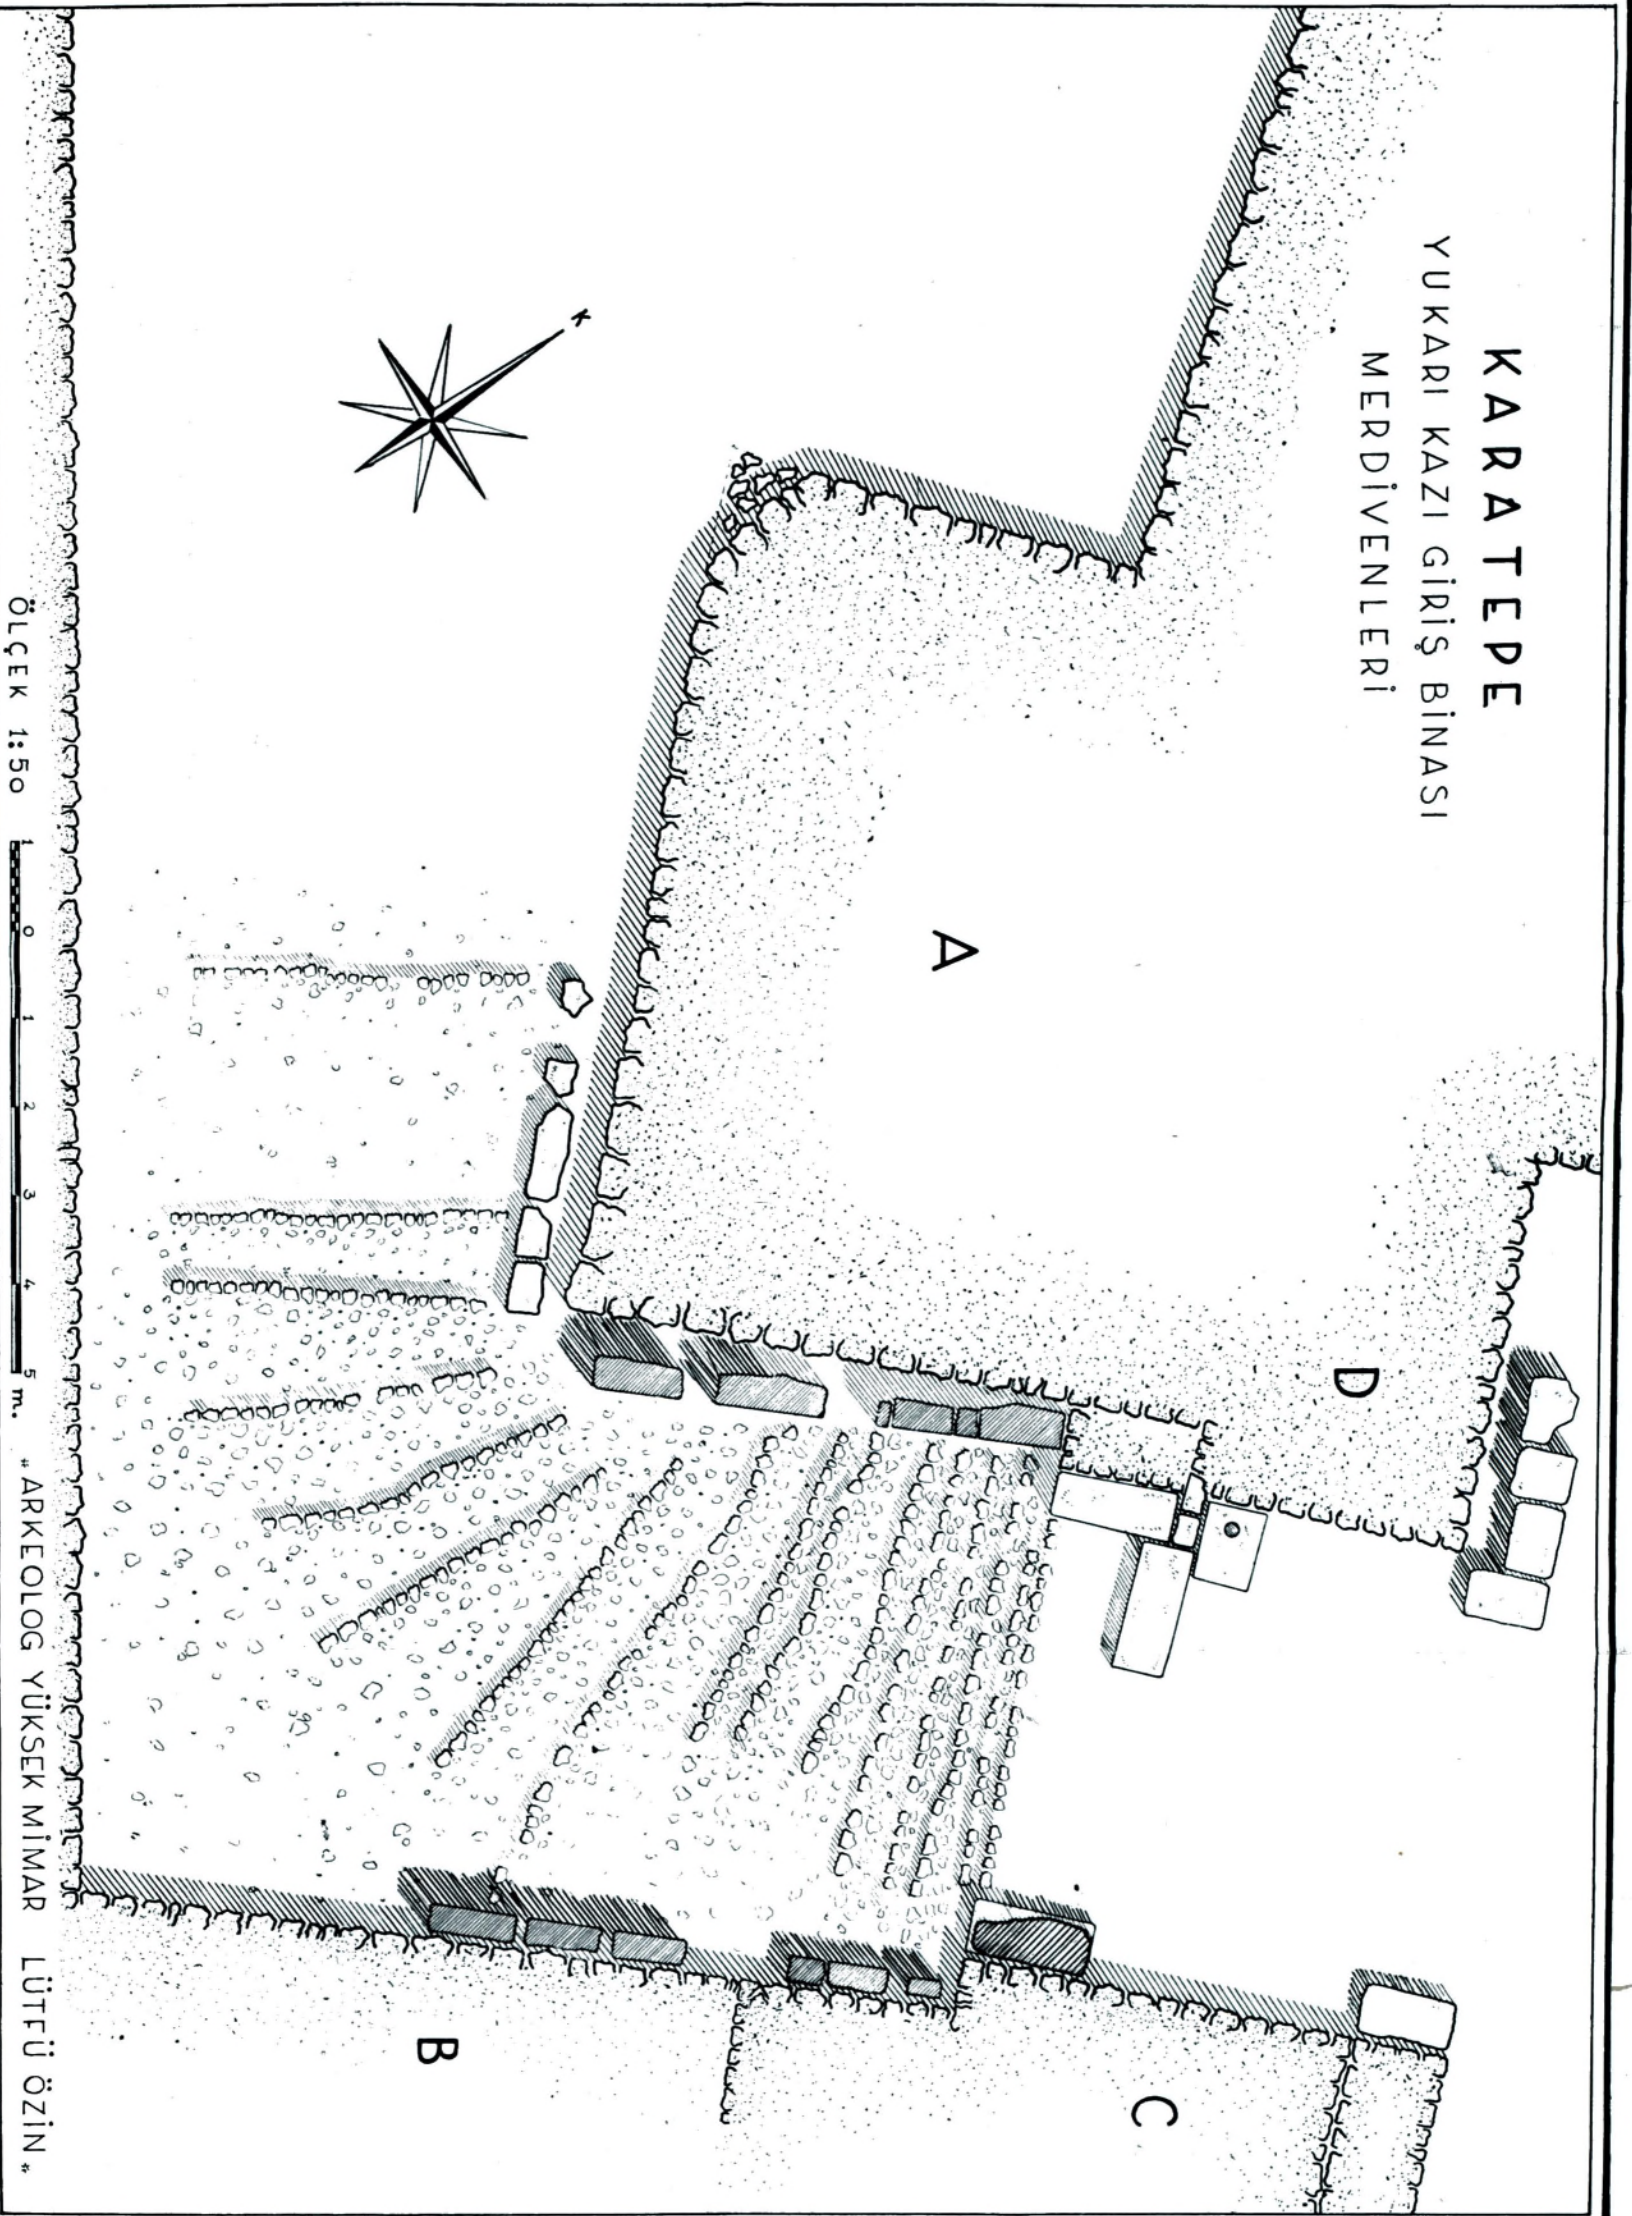 KARATEPE
YUKARI KAZI GİRİŞ BİNASI
MERDİVENLERİ
K
A
D
B
C
ÖLÇEK 1:50
1 0 1 2 3 4 5 m.
"ARKEOLOG YÜKSEK MİMAR LÜTFÜ ÖZİN"